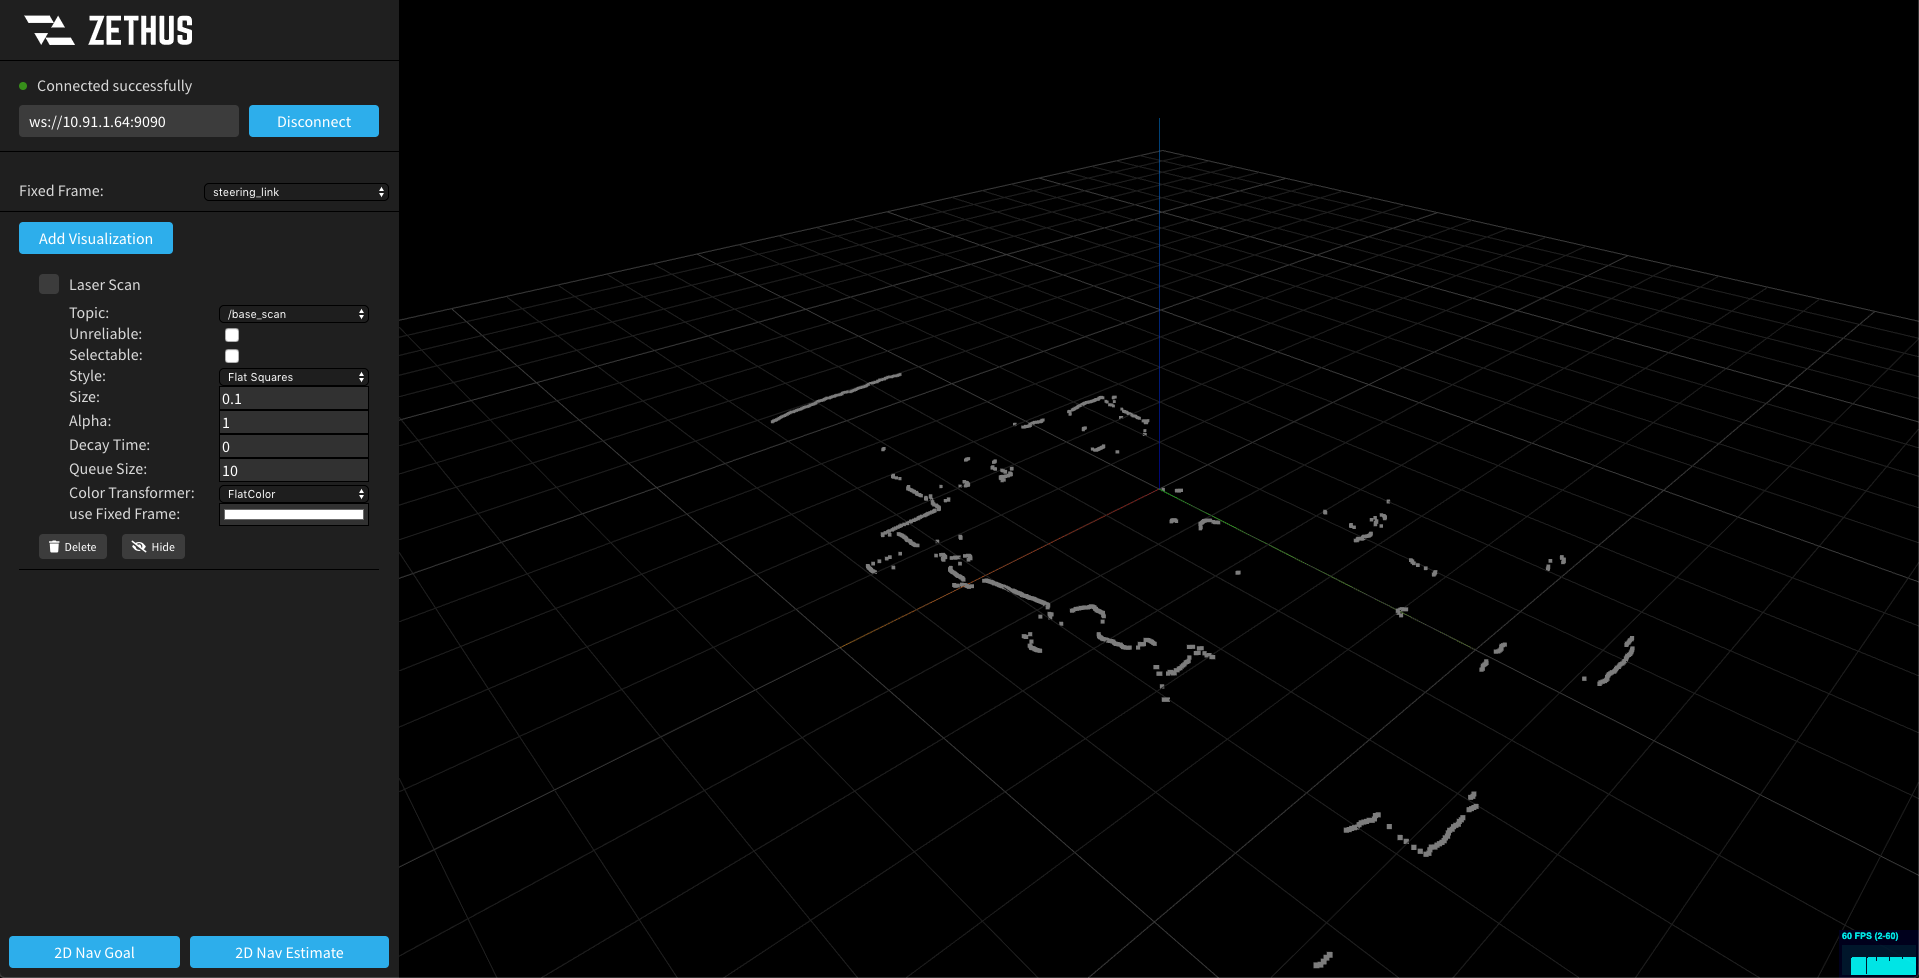 ZETHUS
Connected successfully
ws://10.91.1.64:9090 Disconnect
Fixed Frame: steering_link
Add Visualization
Laser Scan
Topic: /base_scan
Unreliable:
Selectable:
Style: Flat Squares
Size: 0.1
Alpha: 1
Decay Time: 0
Queue Size: 10
Color Transformer: FlatColor
use Fixed Frame:
Delete Hide
2D Nav Goal 2D Nav Estimate
60 FPS (2-60)